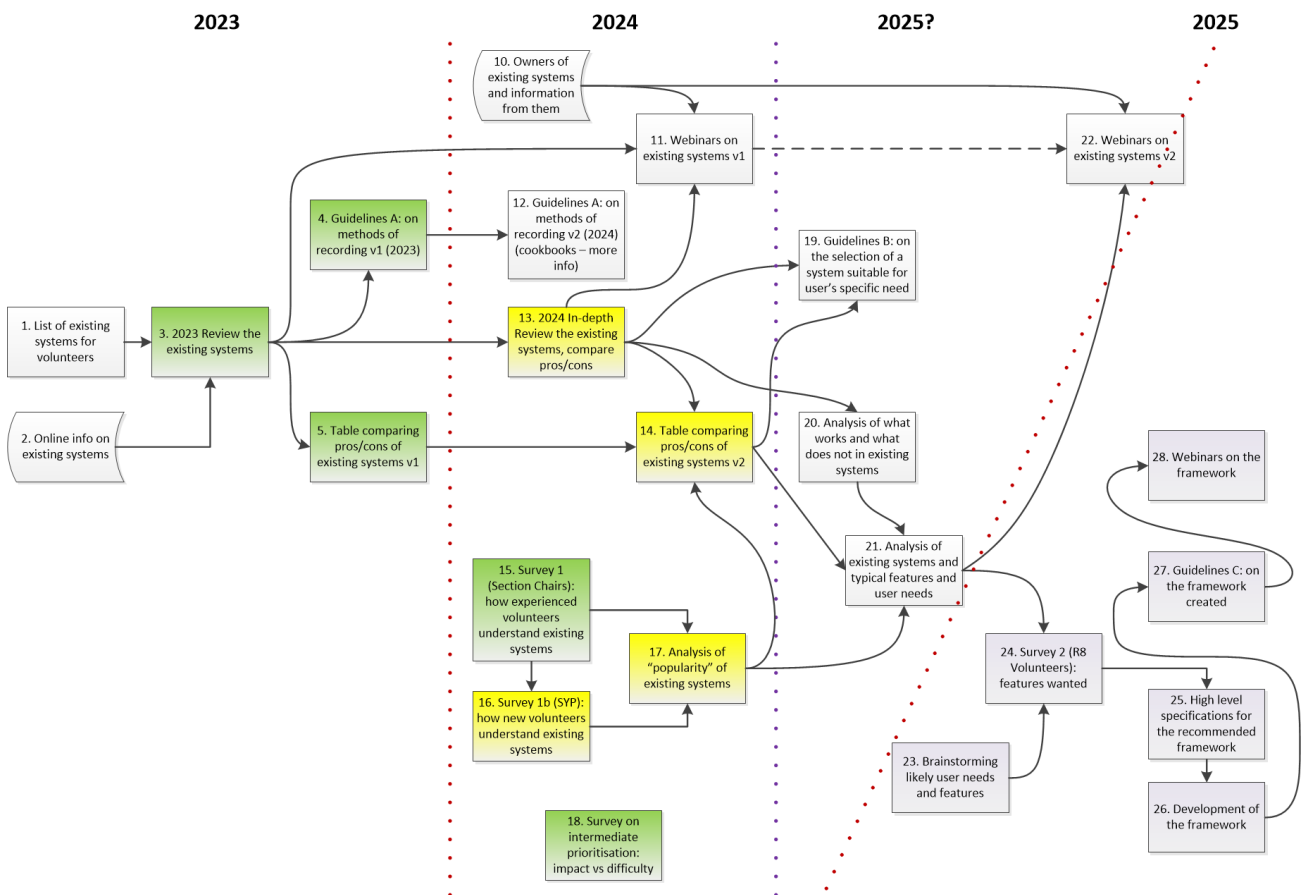 2023
2024
2025?
2025
10. Owners of
existing systems
and information
from them
11. Webinars on
existing systems v1
22. Webinars on
existing systems v2
4. Guidelines A: on
methods of
recording v1 (2023)
12. Guidelines A: on
methods of
recording v2 (2024)
(cookbooks – more
info)
19. Guidelines B: on
the selection of a
system suitable for
user's specific need
1. List of existing
systems for
volunteers
3. 2023 Review the
existing systems
13. 2024 In-depth
Review the existing
systems, compare
pros/cons
2. Online info on
existing systems
5. Table comparing
pros/cons of
existing systems v1
14. Table comparing
pros/cons of
existing systems v2
20. Analysis of what
works and what
does not in existing
systems
28. Webinars on the
framework
15. Survey 1
(Section Chairs):
how experienced
volunteers
understand existing
systems
21. Analysis of
existing systems and
typical features and
user needs
27. Guidelines C: on
the framework
created
17. Analysis of
“popularity” of
existing systems
24. Survey 2 (R8
Volunteers):
features wanted
16. Survey 1b (SYP):
how new volunteers
understand existing
systems
25. High level
specifications for
the recommended
framework
23. Brainstorming
likely user needs
and features
26. Development of
the framework
18. Survey on
intermediate
prioritisation:
impact vs difficulty